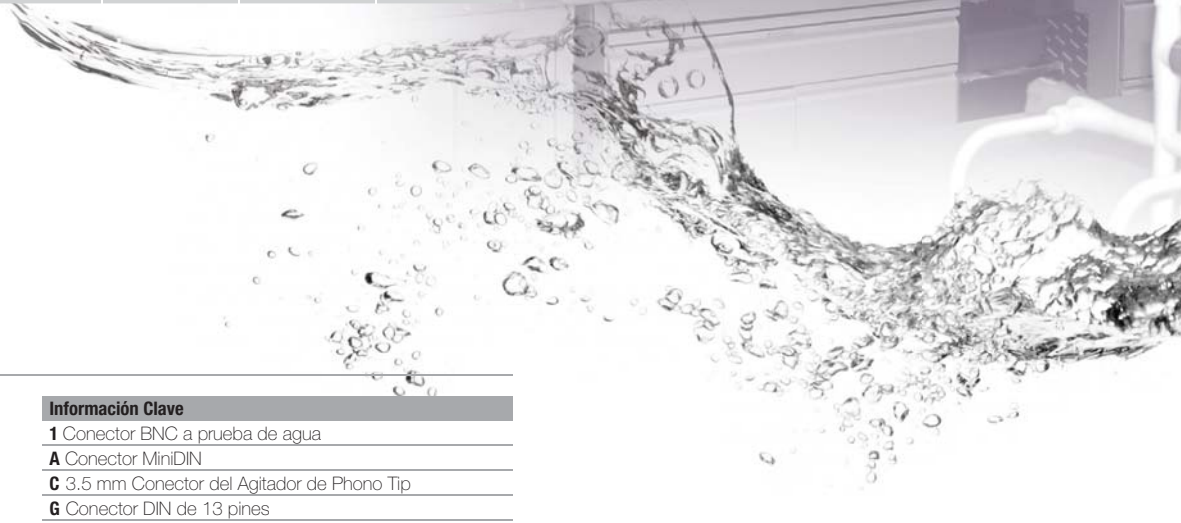 Información Clave
1 Conector BNC a prueba de agua
A Conector MiniDIN
C 3.5 mm Conector del Agitador de Phono Tip
G Conector DIN de 13 pines